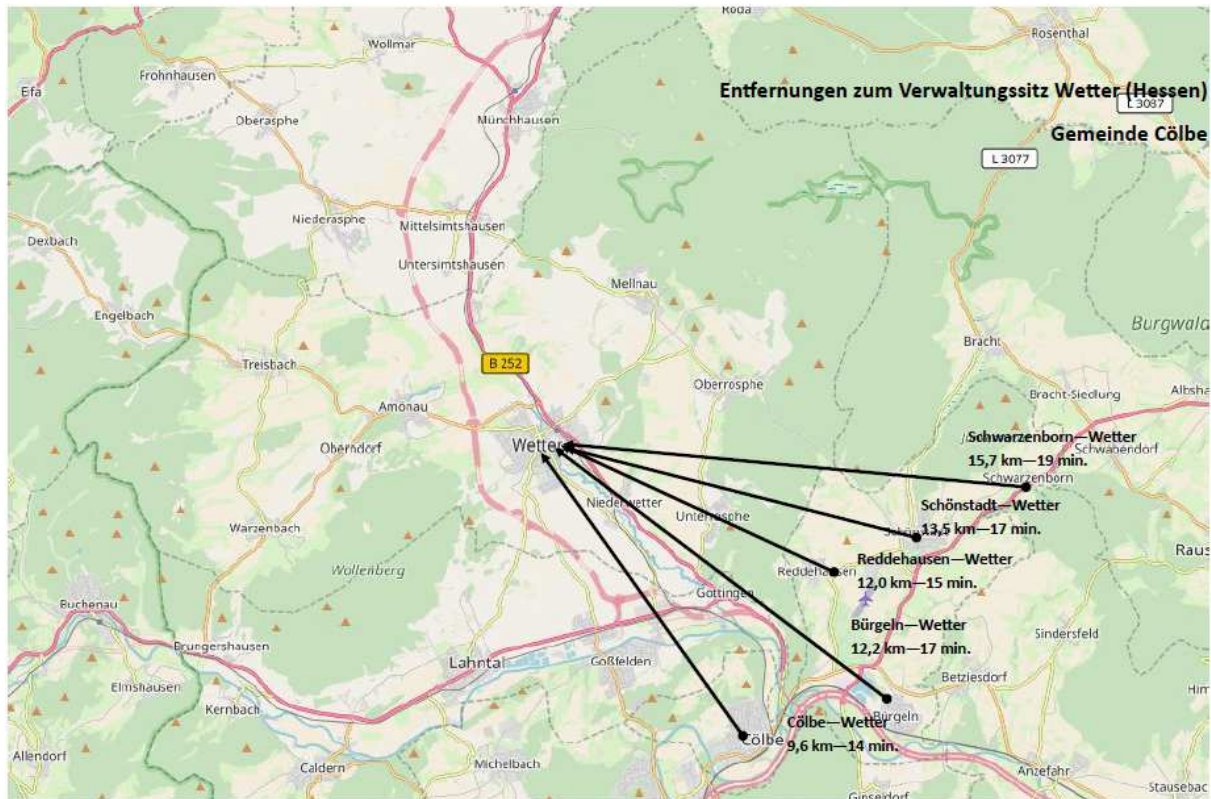 Roda
Wollmar
Rosenthal
Frohnhausen
Eifa
Entfernungen zum Verwaltungssitz Wetter (Hessen)
L 3087
Oberasphe
Münchhausen
Gemeinde Cölbe
L 3077
Niederasphe
Mittelsimtshausen
Dexbach
Untersimtshausen
Mellnau
Engelbach
Burgwald
Bracht
B 252
Treisbach
Oberrosphe
Bracht-Siedlung
Albsha
Amönau
Schwarzenborn—Wetter
Oberndorf
Wetter
Schwabendorf
15,7 km—19 min.
Schwarzenborn
Niederwetter
Schönstadt—Wetter
Unterrosphe
Warzenbach
13,5 km—17 min.
Raus
Reddehausen—Wetter
Wollenberg
Reddehausen
12,0 km—15 min.
Göttingen
Buchenau
Bürgeln—Wetter
Sindersfeld
Brungershausen
12,2 km—17 min.
Lahntal
Goßfelden
Betziesdorf
Elmshausen
Him
Kernbach
Bürgeln
Cölbe—Wetter
Cölbe
9,6 km—14 min.
Allendorf
Caldern
Michelbach
Anzefahr
Stausebac
Ginseldorf